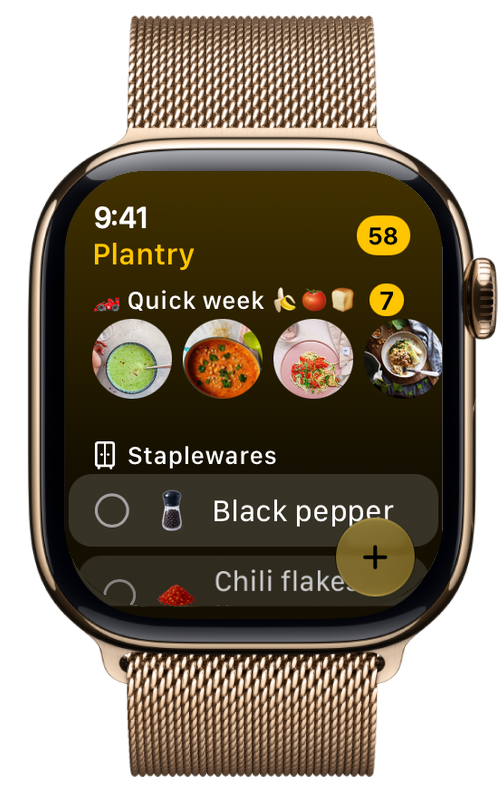 9:41
Plantry
58
🏎️ Quick week 🍌🍅🍞 7
Staplewares
Black pepper
+
Chili flakes